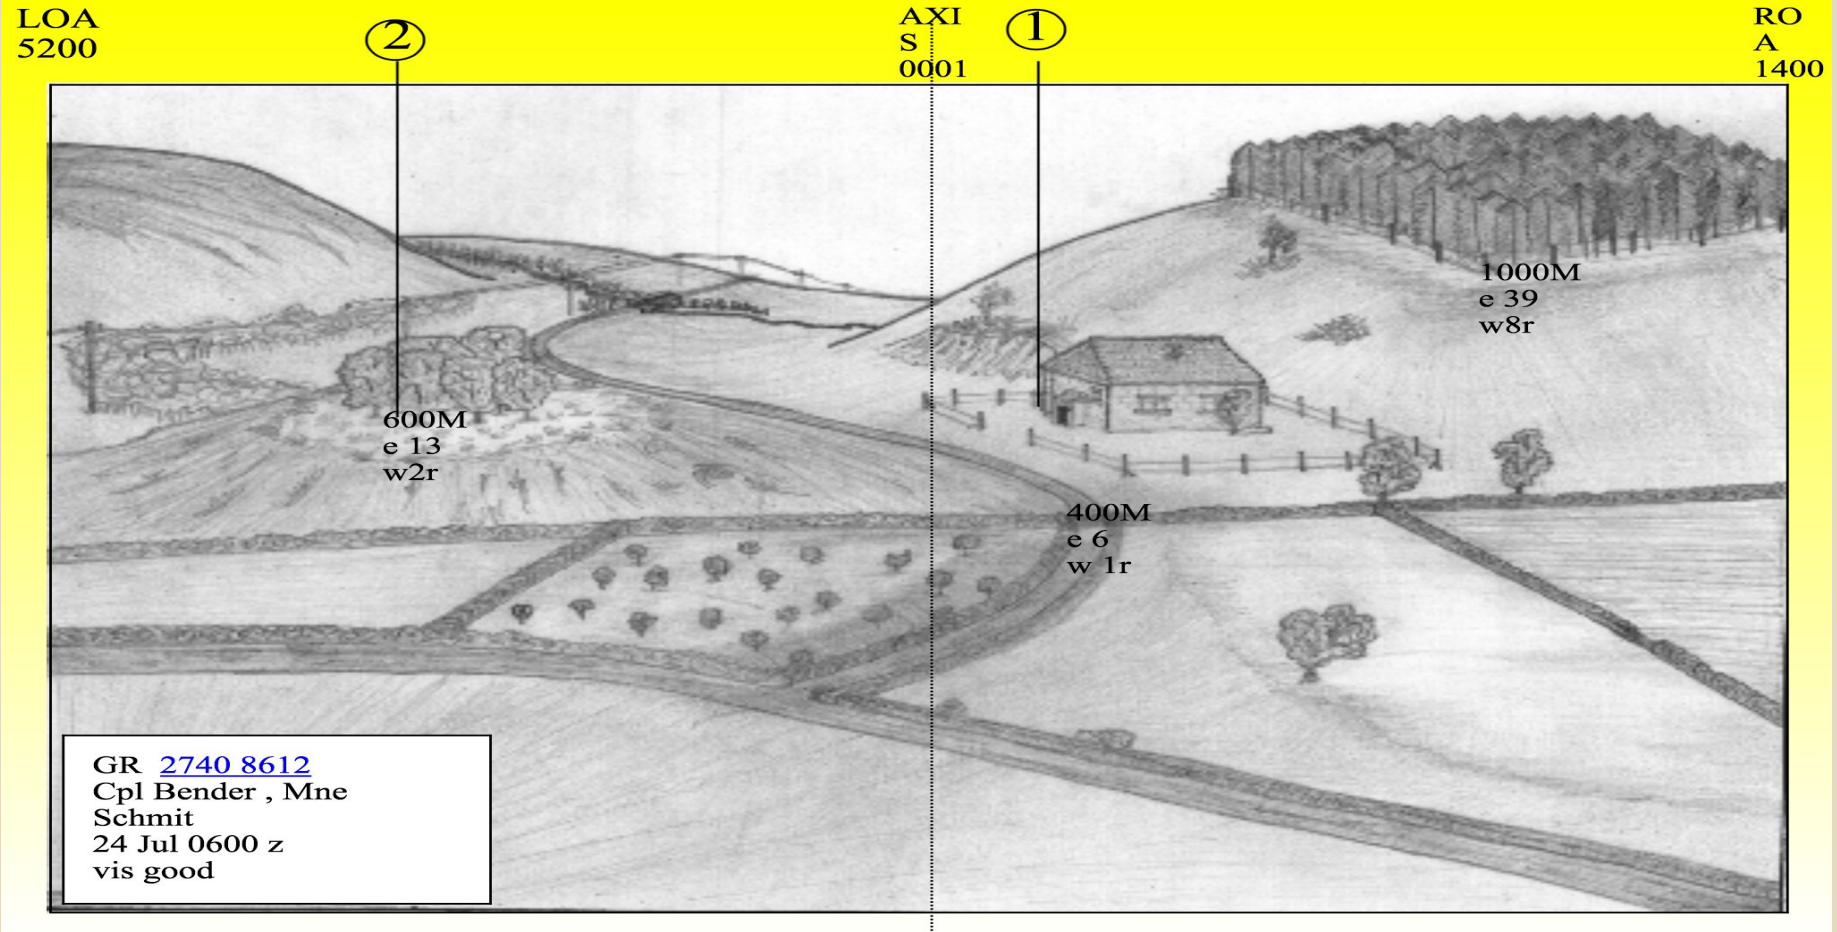 LOA
5200
2
AXI
S
0001
1
RO
A
1400
1000M
e 39
w8r
600M
e 13
w2r
400M
e 6
w 1r
GR 2740 8612
Cpl Bender , Mne
Schmit
24 Jul 0600 z
vis good